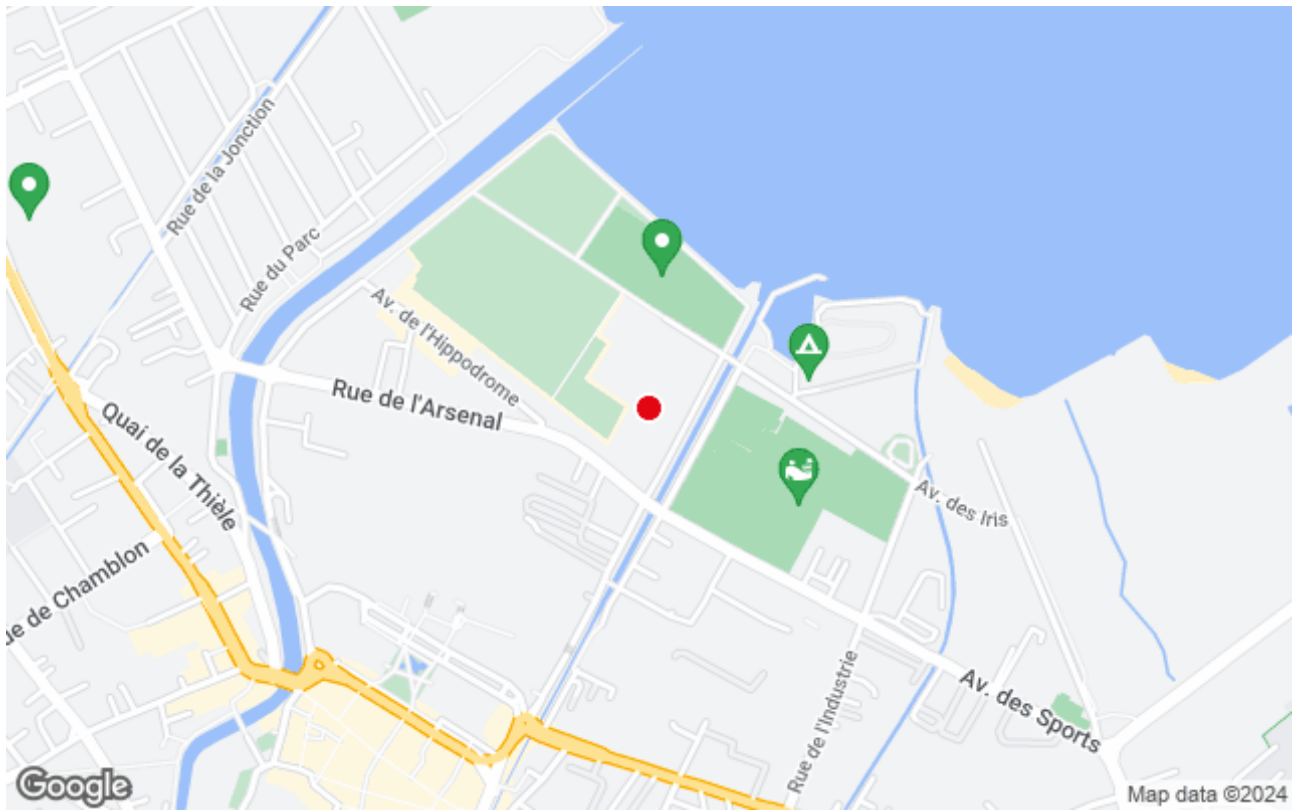 Rue de la Jonction
Rue du Parc
Av. de l'Hippodrome
Rue de l'Arsenal
Quai de la Thièle
ue de Chamblon
Av. des Iris
Av. des Sports
Rue de l'Industrie
Google
Map data ©2024